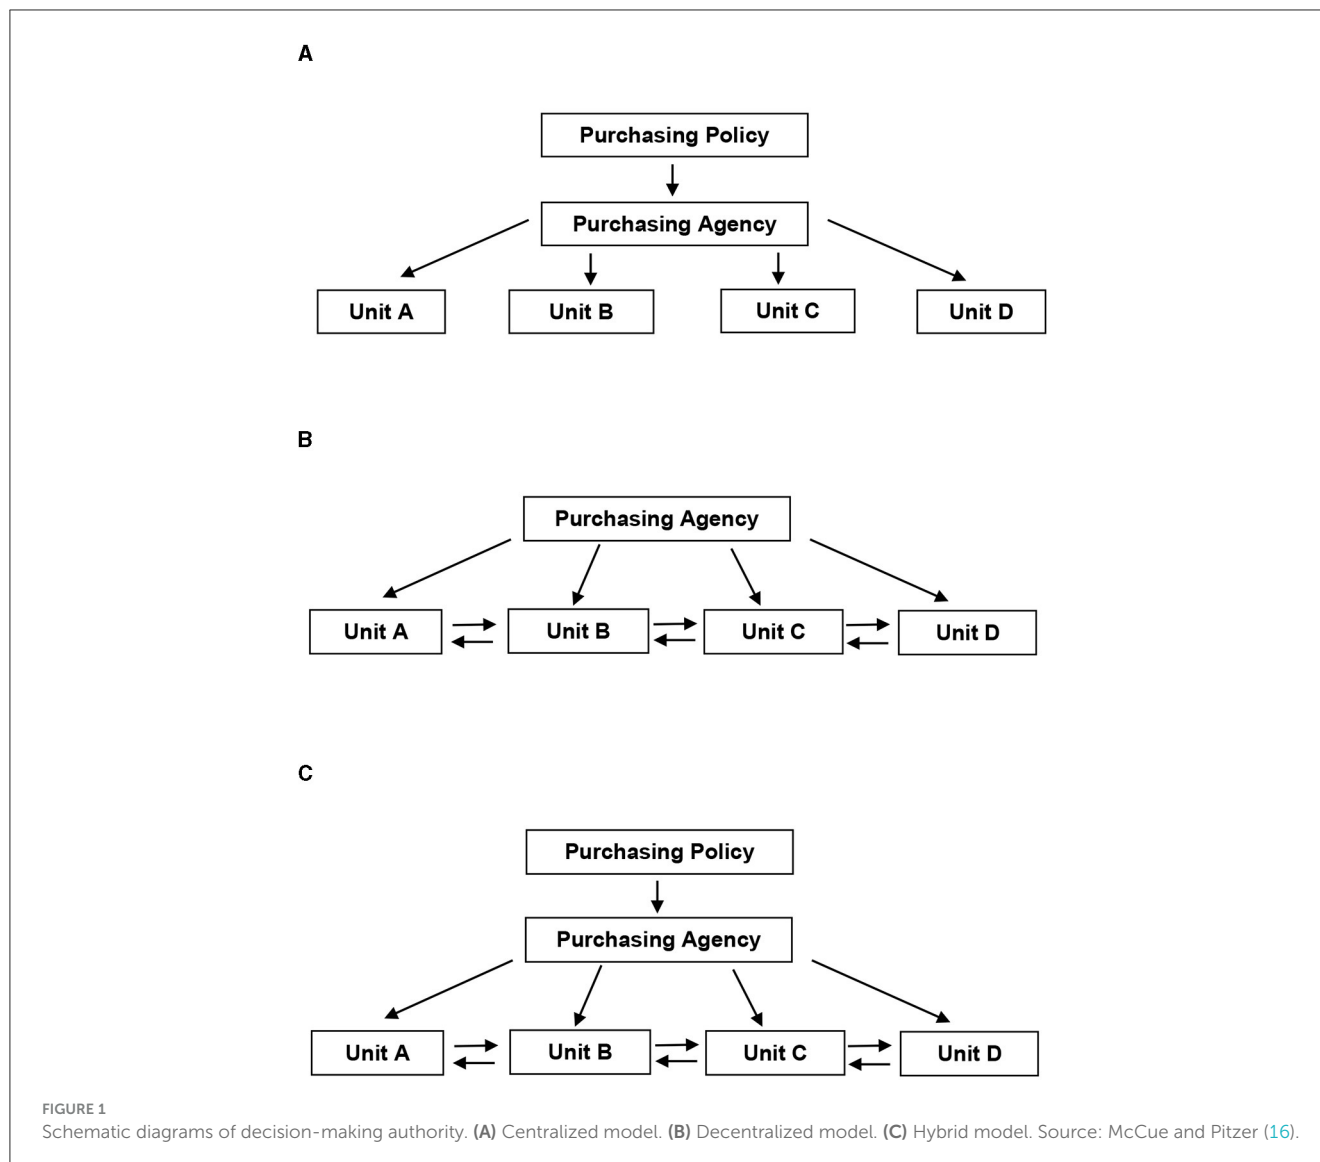 A
Purchasing Policy
Purchasing Agency
Unit A Unit B Unit C Unit D
B
Purchasing Agency
Unit A Unit B Unit C Unit D
C
Purchasing Policy
Purchasing Agency
Unit A Unit B Unit C Unit D
FIGURE 1
Schematic diagrams of decision-making authority. (A) Centralized model. (B) Decentralized model. (C) Hybrid model. Source: McCue and Pitzer (16).